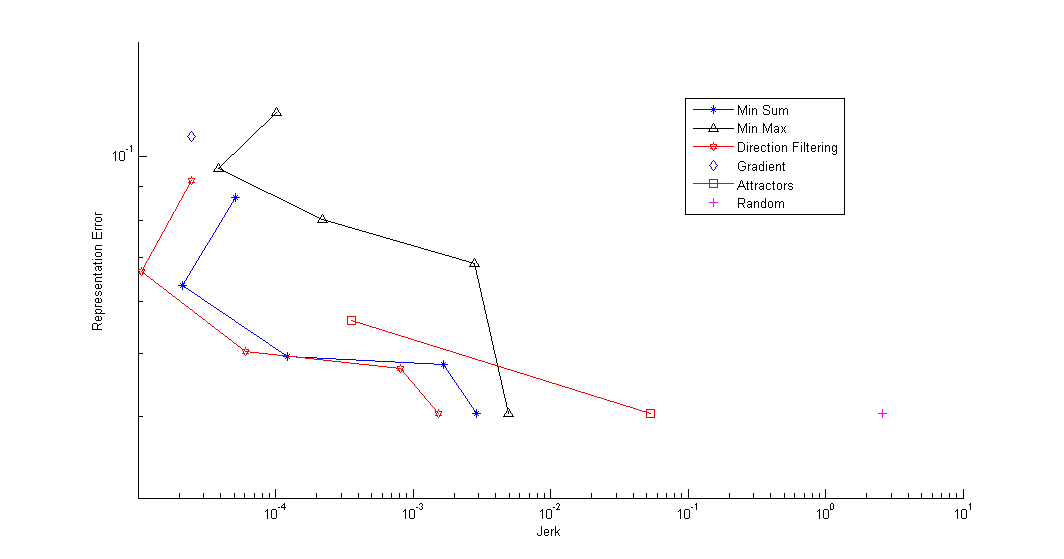 Min Sum
Min Max
Direction Filtering
Gradient
Attractors
Random
10^-1
Representation Error
10^-4 10^-3 10^-2 10^-1 10^0 10^1
Jerk